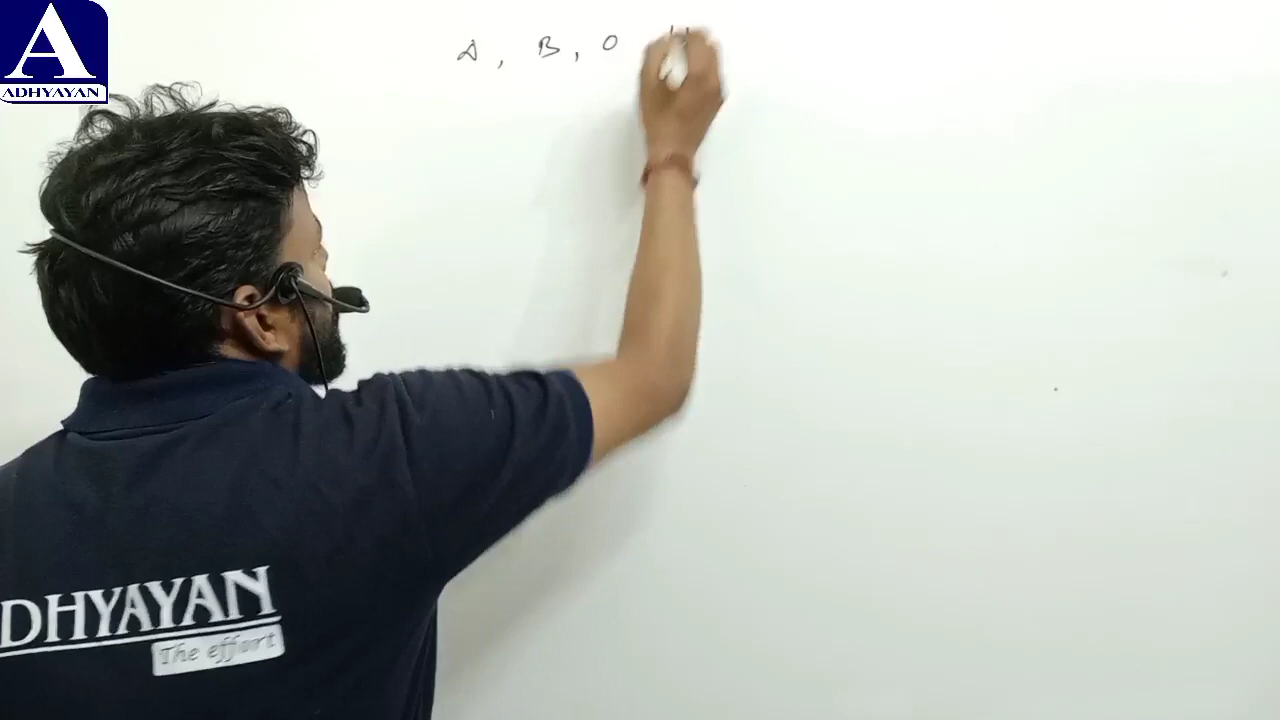 A
ADHYAYAN
A, B, O
DHYAYAN
The effort